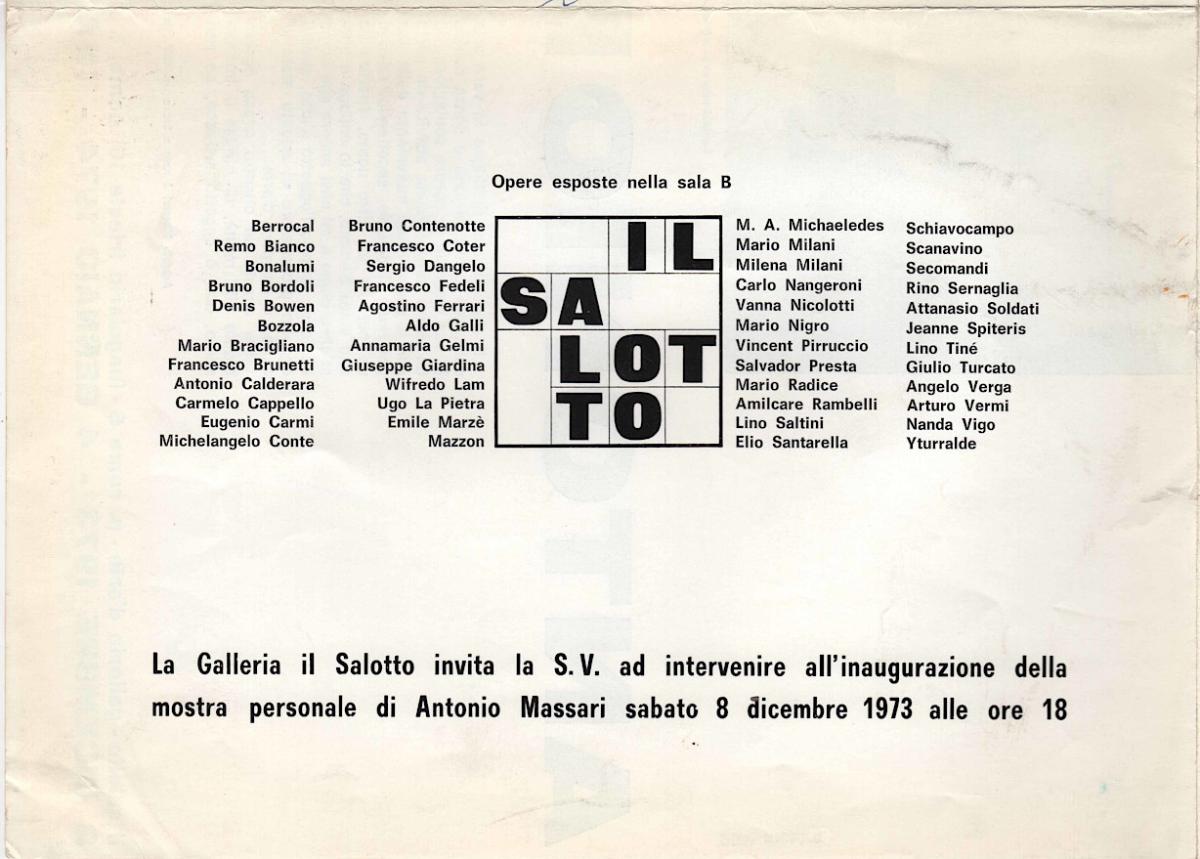 Opere esposte nella sala B
Berrocal
Remo Bianco
Bonalumi
Bruno Bordoli
Denis Bowen
Bozzola
Mario Bracigliano
Francesco Brunetti
Antonio Calderara
Carmelo Cappello
Eugenio Carmi
Michelangelo Conte
Bruno Contenotte
Francesco Coter
Sergio Dangelo
Francesco Fedeli
Agostino Ferrari
Aldo Galli
Annamaria Gelmi
Giuseppe Giardina
Wifredo Lam
Ugo La Pietra
Emile Marzè
Mazzon
IL
SA
LOT
TO
M. A. Michaeledes
Mario Milani
Milena Milani
Carlo Nangeroni
Vanna Nicolotti
Mario Nigro
Vincent Pirruccio
Salvador Presta
Mario Radice
Amilcare Rambelli
Lino Saltini
Elio Santarella
Schiavocampo
Scanavino
Secomandi
Rino Sernaglia
Attanasio Soldati
Jeanne Spiteris
Lino Tiné
Giulio Turcato
Angelo Verga
Arturo Vermi
Nanda Vigo
Yturralde
La Galleria il Salotto invita la S.V. ad intervenire all'inaugurazione della
mostra personale di Antonio Massari sabato 8 dicembre 1973 alle ore 18